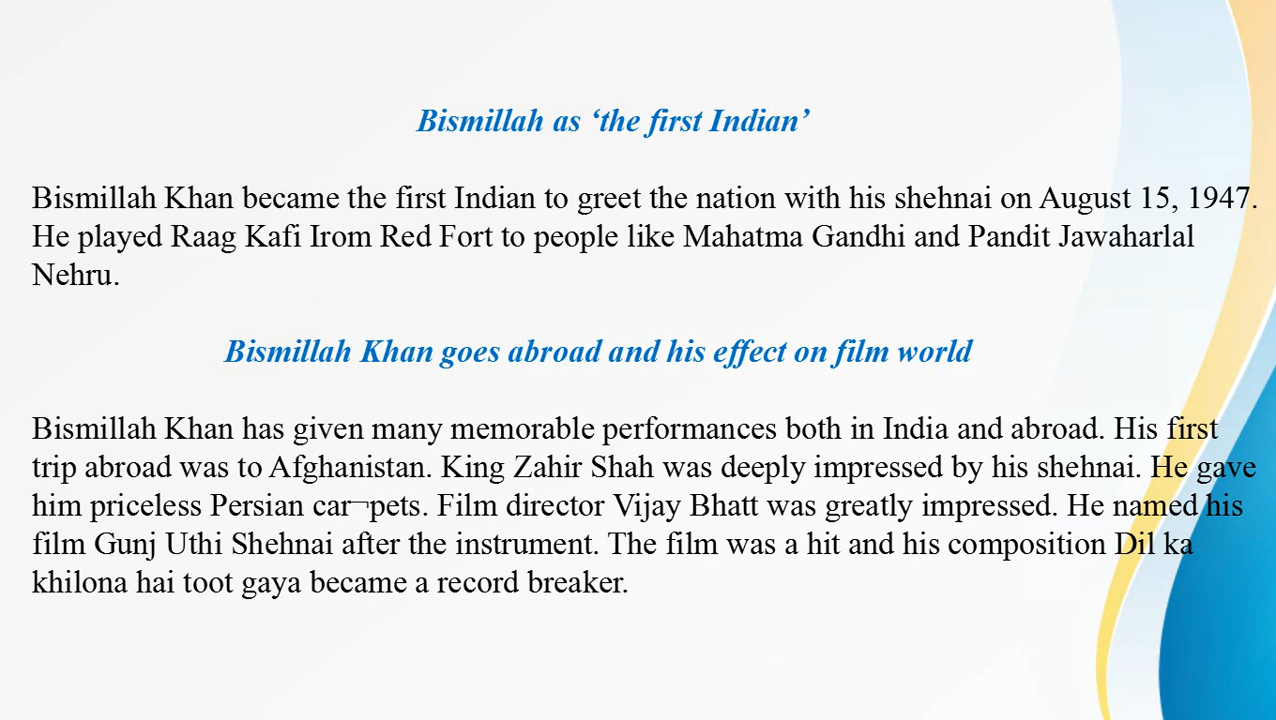 Bismillah as ‘the first Indian’
Bismillah Khan became the first Indian to greet the nation with his shehnai on August 15, 1947.
He played Raag Kafi Irom Red Fort to people like Mahatma Gandhi and Pandit Jawaharlal
Nehru.
Bismillah Khan goes abroad and his effect on film world
Bismillah Khan has given many memorable performances both in India and abroad. His first
trip abroad was to Afghanistan. King Zahir Shah was deeply impressed by his shehnai. He gave
him priceless Persian car¬pets. Film director Vijay Bhatt was greatly impressed. He named his
film Gunj Uthi Shehnai after the instrument. The film was a hit and his composition Dil ka
khilona hai toot gaya became a record breaker.